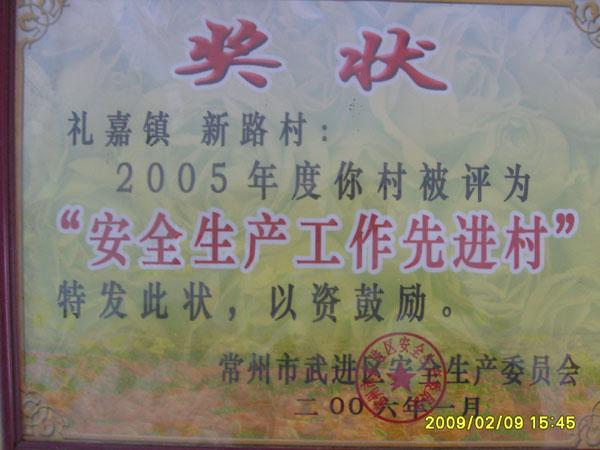 奖状
礼嘉镇 新路村:
2005年度你村被评为
“安全生产工作先进村”
特发此状，以资鼓励。
常州市武进区安全生产委员会
二00六年一月
2009/02/09 15:45